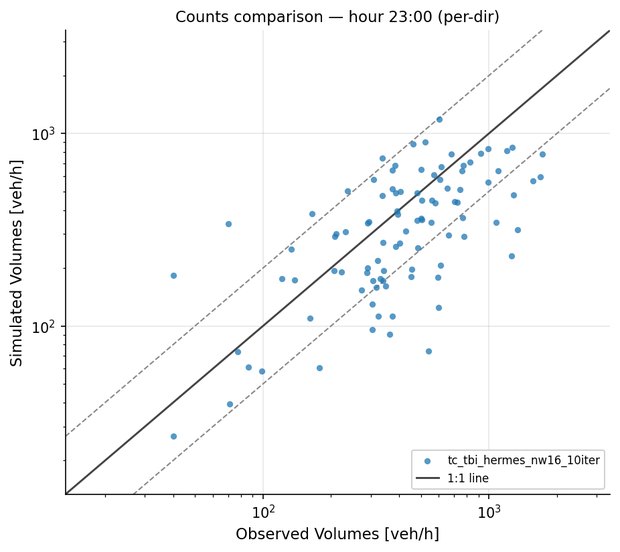 Counts comparison — hour 23:00 (per-dir)
Simulated Volumes [veh/h]
10³
10²
10² 10³
Observed Volumes [veh/h]
tc_tbi_hermes_nw16_10iter
1:1 line